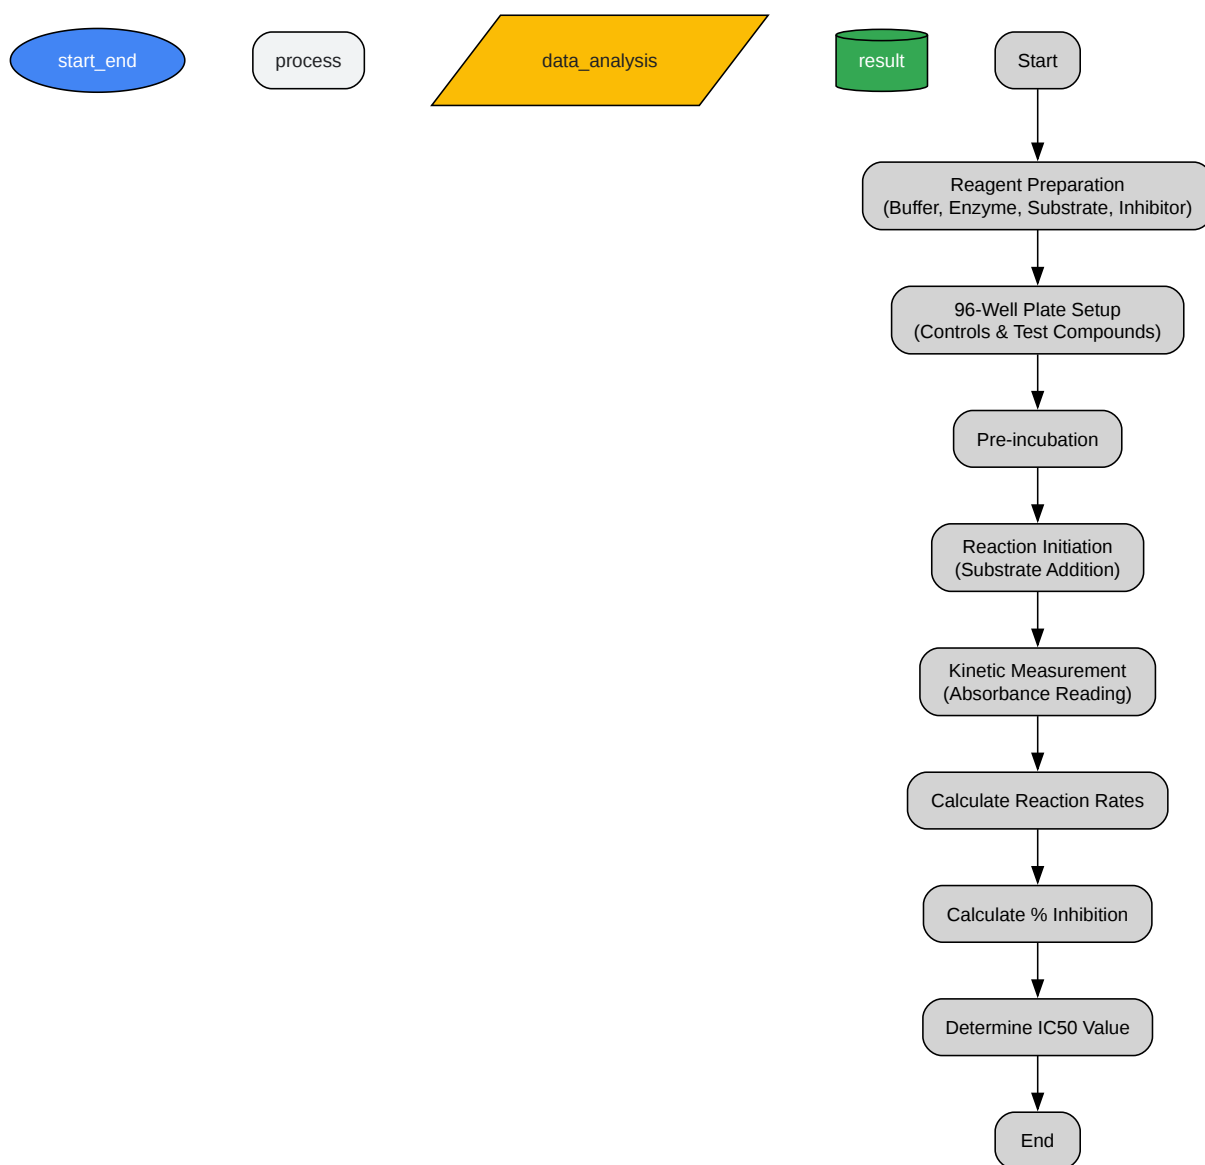 start_end
process
data_analysis
result
Start
Reagent Preparation
(Buffer, Enzyme, Substrate, Inhibitor)
96-Well Plate Setup
(Controls & Test Compounds)
Pre-incubation
Reaction Initiation
(Substrate Addition)
Kinetic Measurement
(Absorbance Reading)
Calculate Reaction Rates
Calculate % Inhibition
Determine IC50 Value
End